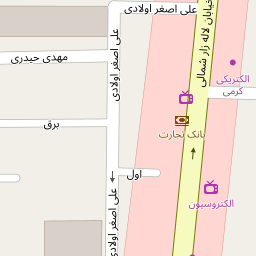 علی اصغر اولادی
خیابان لاله زار شمالی
علی اصغر اولادی
مهدی حیدری
الکتریکی
کرمی
برق
بانک تجارت
اول
علی اصغر اولادی
الکتروسیون